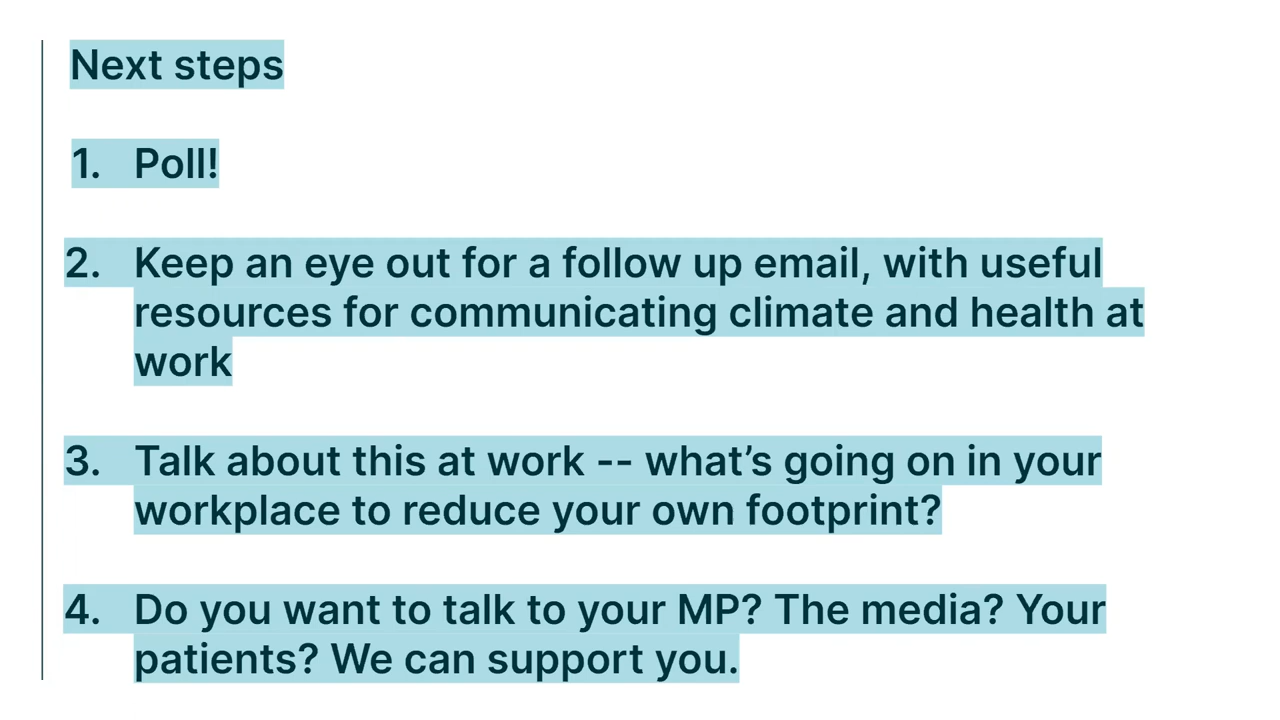 Next steps
1. Poll!
2. Keep an eye out for a follow up email, with useful
resources for communicating climate and health at
work
3. Talk about this at work -- what’s going on in your
workplace to reduce your own footprint?
4. Do you want to talk to your MP? The media? Your
patients? We can support you.